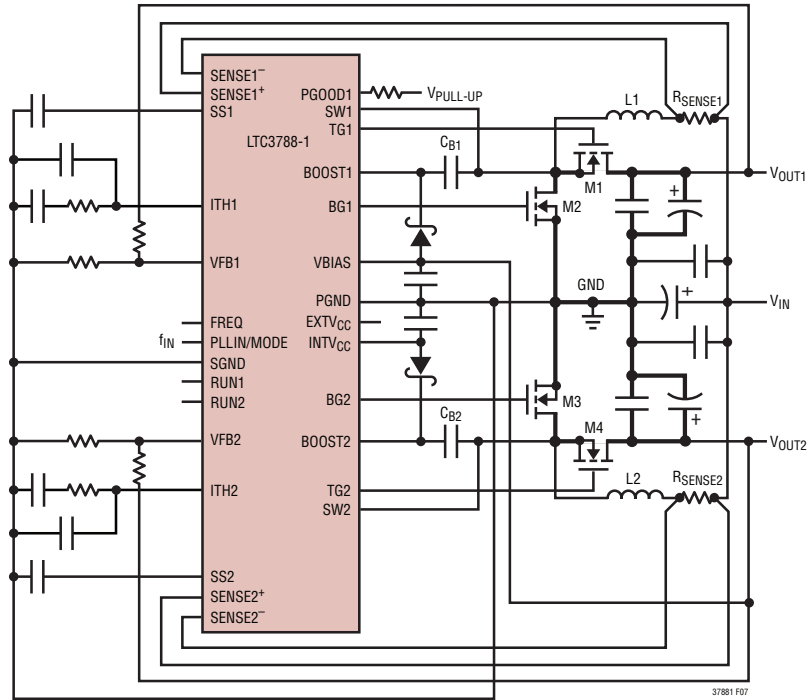 SENSE1–
SENSE1+
SS1
PGOOD1
VPULL-UP
SW1
TG1
LTC3788-1
L1
RSENSE1
CB1
BOOST1
M1
VOUT1
+
ITH1
BG1
M2
VFB1
VBIAS
+
PGND
GND
VIN
FREQ
EXTVCC
fIN
PLLIN/MODE
INTVCC
SGND
RUN1
RUN2
BG2
M3
CB2
M4
+
VFB2
BOOST2
VOUT2
ITH2
TG2
L2
RSENSE2
SW2
SS2
SENSE2+
SENSE2–
37881 F07